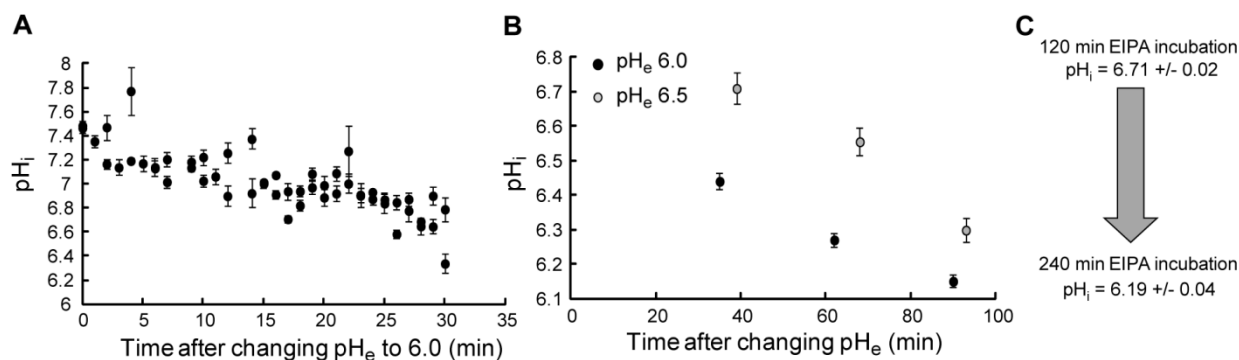 A
pHi
8
7.8
7.6
7.4
7.2
7
6.8
6.6
6.4
6.2
6
0 5 10 15 20 25 30 35
Time after changing pHe to 6.0 (min)
B
pHi
6.8
6.7
6.6
6.5
6.4
6.3
6.2
6.1
pHe 6.0
pHe 6.5
0 20 40 60 80 100
Time after changing pHe (min)
C
120 min EIPA incubation
pHi = 6.71 +/- 0.02
240 min EIPA incubation
pHi = 6.19 +/- 0.04